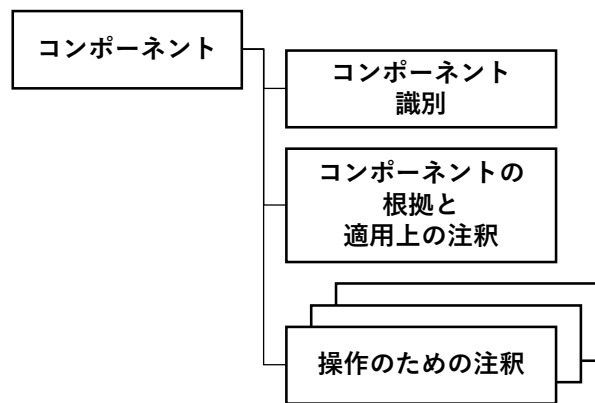 コンポーネント
コンポーネント
識別
コンポーネントの
根拠と
適用上の注釈
操作のための注釈